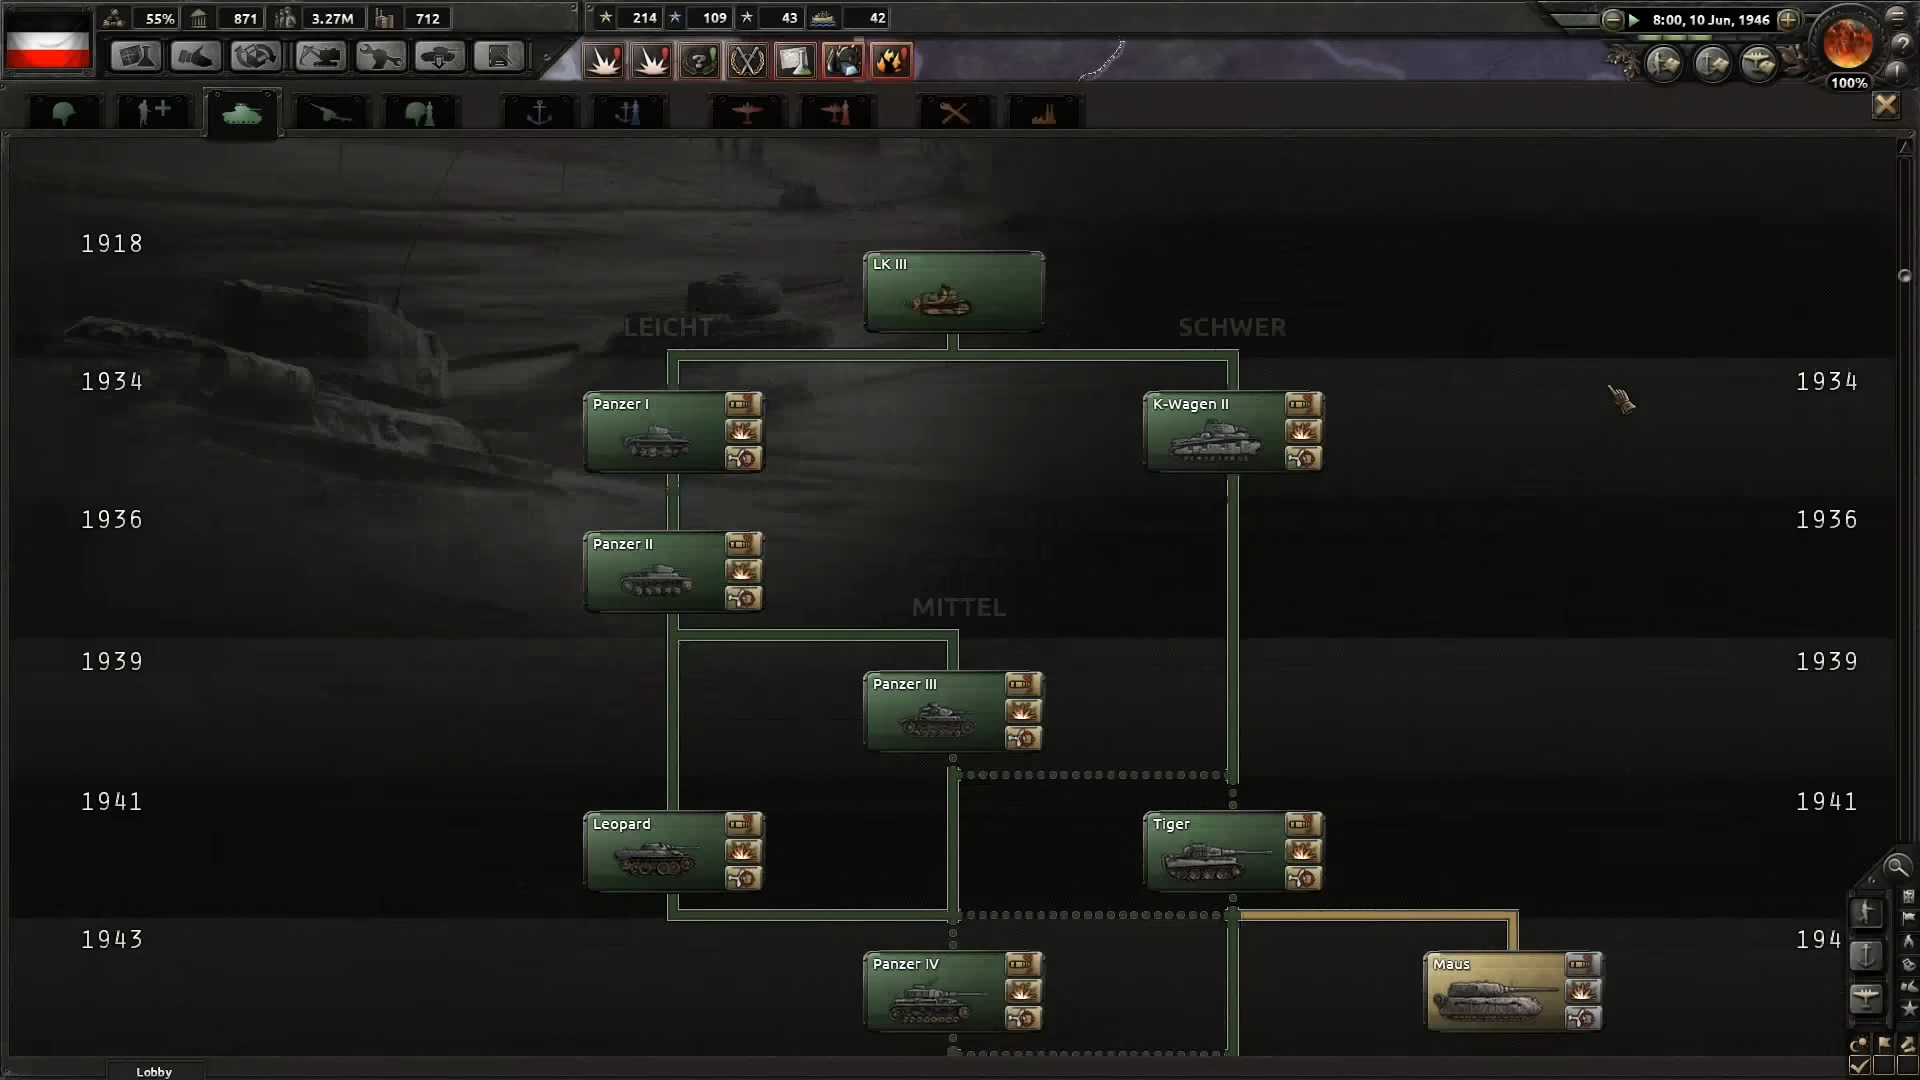 55% 871 3.27M 712 214 109 43 42 8:00, 10 Jun, 1946
100%
1918
LK III
LEICHT SCHWER
1934 1934
Panzer I K-Wagen II
1936 1936
Panzer II
MITTEL
1939 1939
Panzer III
1941 1941
Leopard Tiger
1943 194
Panzer IV Maus
Lobby